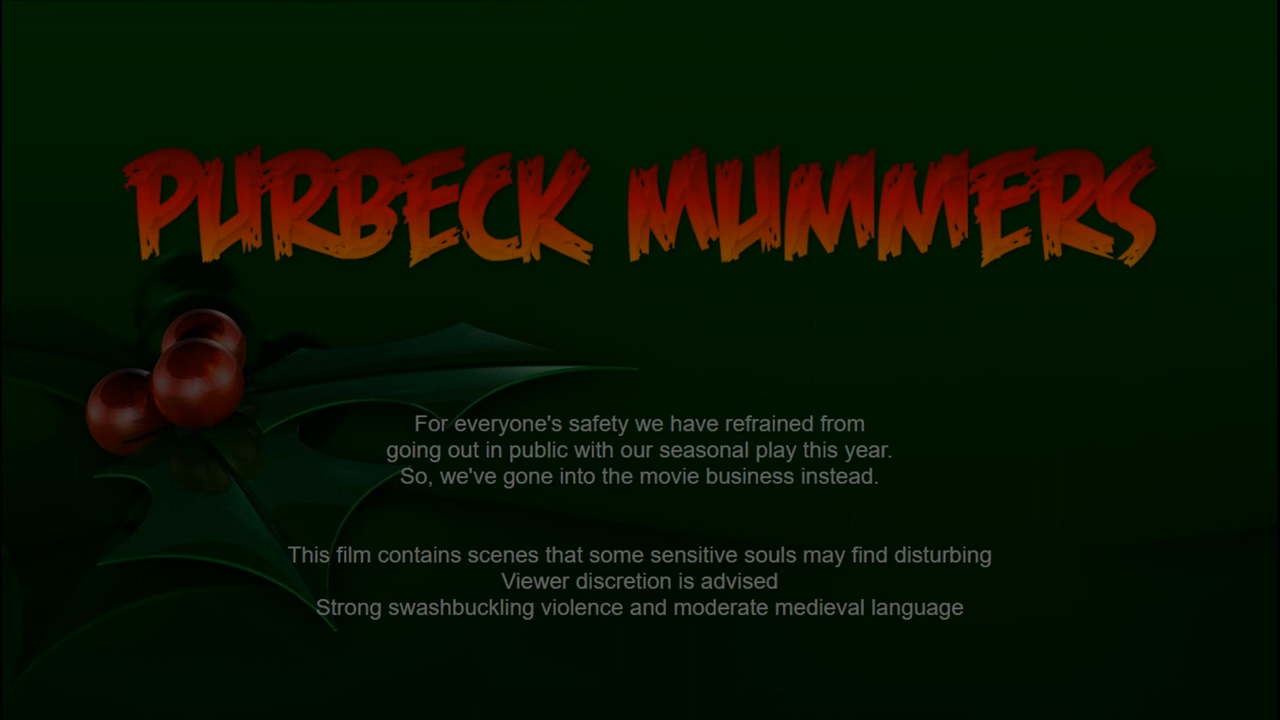 PURBECK MUMMERS
For everyone's safety we have refrained from
going out in public with our seasonal play this year.
So, we've gone into the movie business instead.
This film contains scenes that some sensitive souls may find disturbing
Viewer discretion is advised
Strong swashbuckling violence and moderate medieval language